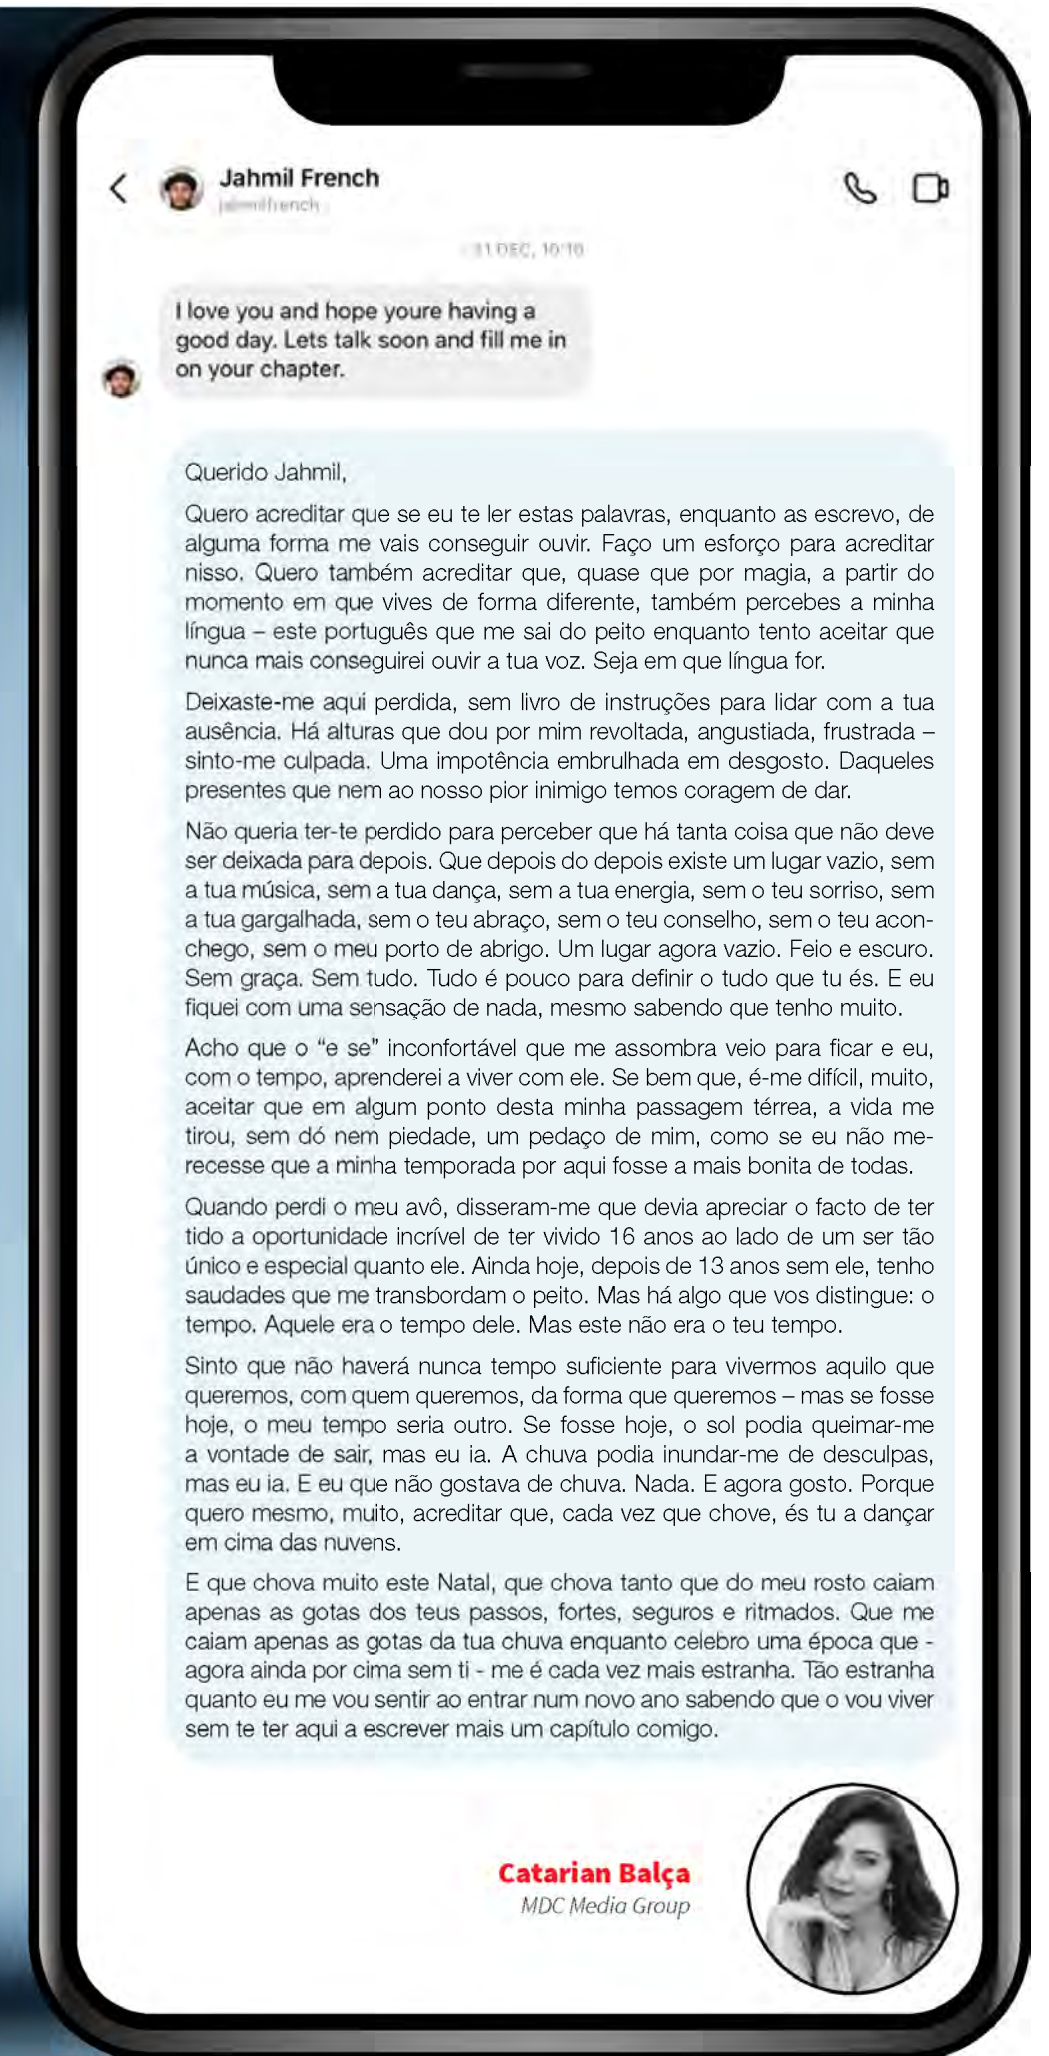 Jahmil French
jahmilfrench
31 DEC, 10:10
I love you and hope youre having a
good day. Lets talk soon and fill me in
on your chapter.
Querido Jahmil,
Quero acreditar que se eu te ler estas palavras, enquanto as escrevo, de
alguma forma me vais conseguir ouvir. Faço um esforço para acreditar
nisso. Quero também acreditar que, quase que por magia, a partir do
momento em que vives de forma diferente, também percebes a minha
língua – este português que me sai do peito enquanto tento aceitar que
nunca mais conseguirei ouvir a tua voz. Seja em que língua for.
Deixaste-me aqui perdida, sem livro de instruções para lidar com a tua
ausência. Há alturas que dou por mim revoltada, angustiada, frustrada –
sinto-me culpada. Uma impotência embrulhada em desgosto. Daqueles
presentes que nem ao nosso pior inimigo temos coragem de dar.
Não queria ter-te perdido para perceber que há tanta coisa que não deve
ser deixada para depois. Que depois do depois existe um lugar vazio, sem
a tua música, sem a tua dança, sem a tua energia, sem o teu sorriso, sem
a tua gargalhada, sem o teu abraço, sem o teu conselho, sem o teu acon-
chego, sem o meu porto de abrigo. Um lugar agora vazio. Feio e escuro.
Sem graça. Sem tudo. Tudo é pouco para definir o tudo que tu és. E eu
fiquei com uma sensação de nada, mesmo sabendo que tenho muito.
Acho que o “e se” inconfortável que me assombra veio para ficar e eu,
com o tempo, aprenderei a viver com ele. Se bem que, é-me difícil, muito,
aceitar que em algum ponto desta minha passagem térrea, a vida me
tirou, sem dó nem piedade, um pedaço de mim, como se eu não me-
recesse que a minha temporada por aqui fosse a mais bonita de todas.
Quando perdi o meu avô, disseram-me que devia apreciar o facto de ter
tido a oportunidade incrível de ter vivido 16 anos ao lado de um ser tão
único e especial quanto ele. Ainda hoje, depois de 13 anos sem ele, tenho
saudades que me transbordam o peito. Mas há algo que vos distingue: o
tempo. Aquele era o tempo dele. Mas este não era o teu tempo.
Sinto que não haverá nunca tempo suficiente para vivermos aquilo que
queremos, com quem queremos, da forma que queremos – mas se fosse
hoje, o meu tempo seria outro. Se fosse hoje, o sol podia queimar-me
a vontade de sair, mas eu ia. A chuva podia inundar-me de desculpas,
mas eu ia. E eu que não gostava de chuva. Nada. E agora gosto. Porque
quero mesmo, muito, acreditar que, cada vez que chove, és tu a dançar
em cima das nuvens.
E que chova muito este Natal, que chova tanto que do meu rosto caiam
apenas as gotas dos teus passos, fortes, seguros e ritmados. Que me
caiam apenas as gotas da tua chuva enquanto celebro uma época que -
agora ainda por cima sem ti - me é cada vez mais estranha. Tão estranha
quanto eu me vou sentir ao entrar num novo ano sabendo que o vou viver
sem te ter aqui a escrever mais um capítulo comigo.
Catarian Balça
MDC Media Group